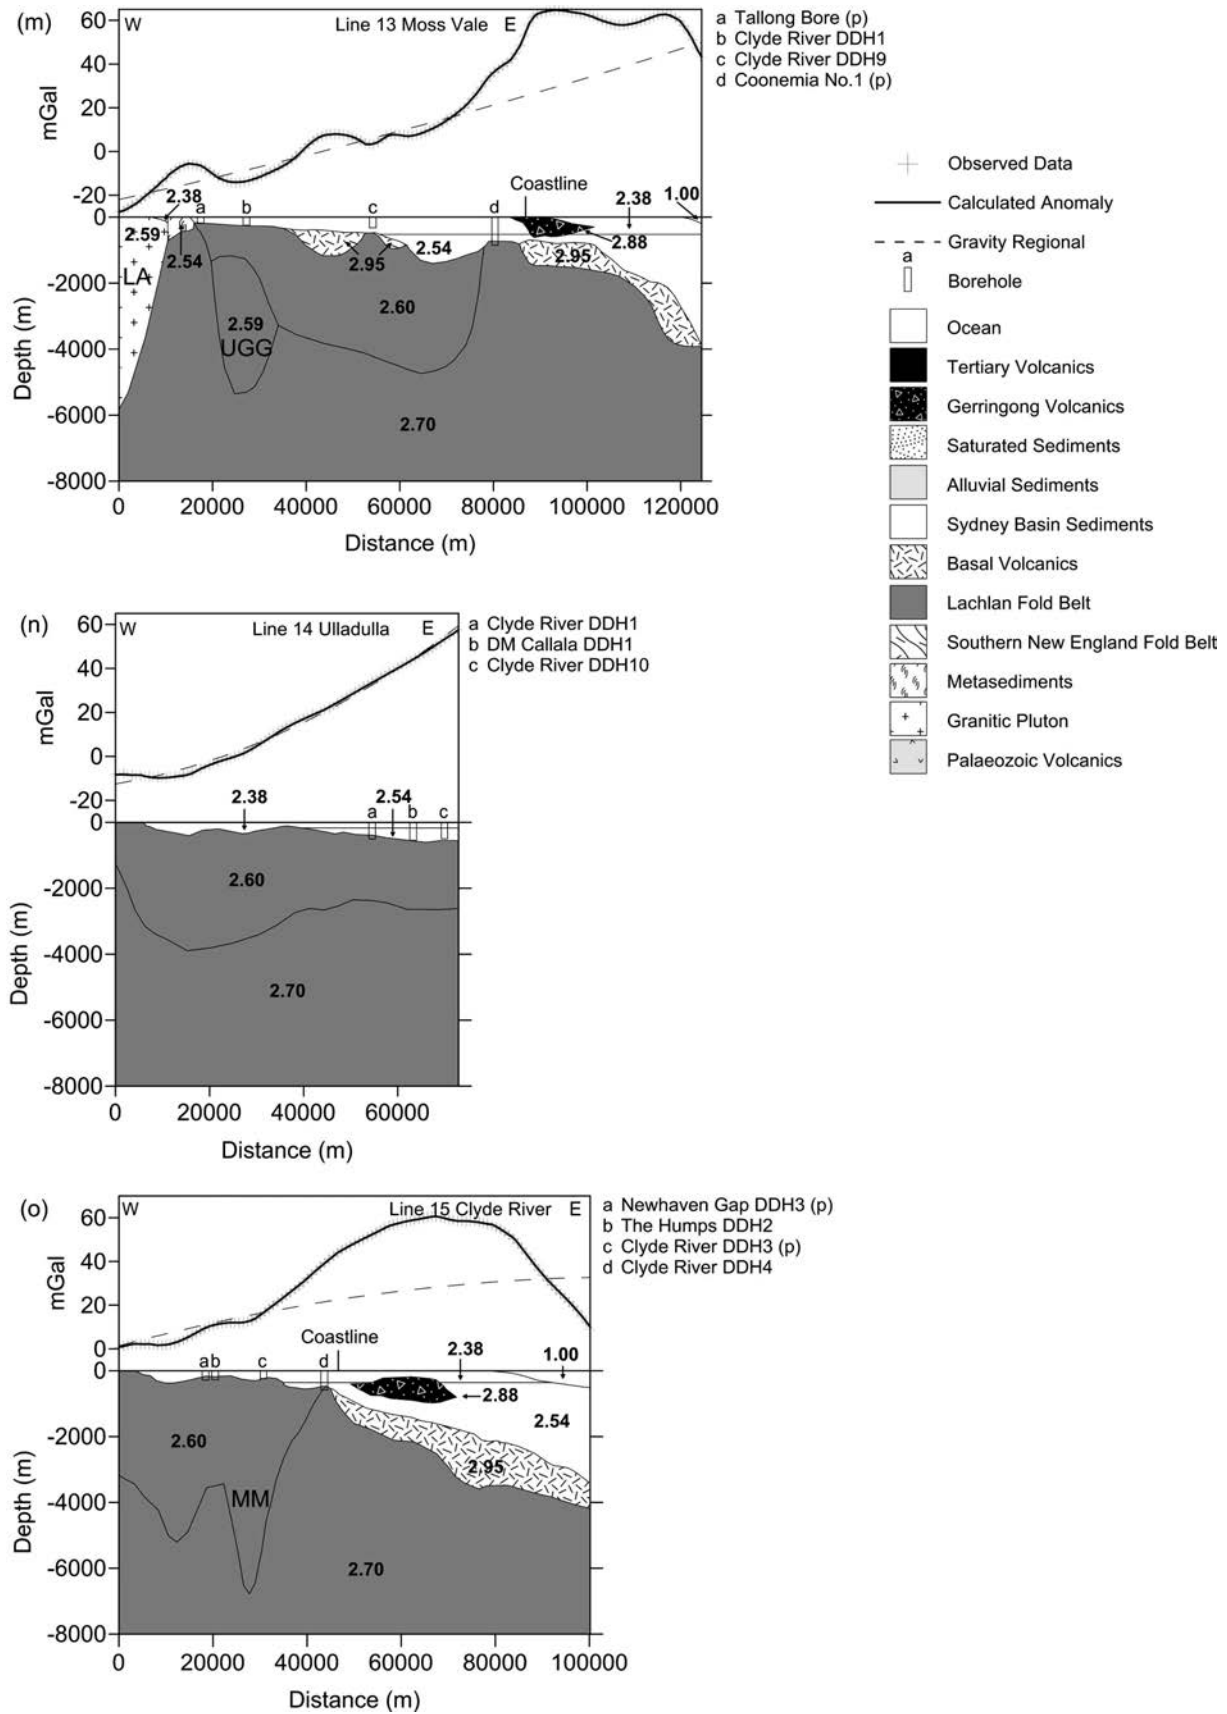 (m)
W
Line 13 Moss Vale
E
a Tallong Bore (p)
b Clyde River DDH1
c Clyde River DDH9
d Coonemia No.1 (p)
60
40
20
0
-20
mGal
Coastline
2.38
1.00
2.38
a
b
c
d
0
2.59
2.54
2.54
2.95
2.88
2.95
LA
-2000
2.59
UGG
2.60
-4000
-6000
2.70
-8000
Depth (m)
0
20000
40000
60000
80000
100000
120000
Distance (m)
Observed Data
Calculated Anomaly
Gravity Regional
a
Borehole
Ocean
Tertiary Volcanics
Gerringong Volcanics
Saturated Sediments
Alluvial Sediments
Sydney Basin Sediments
Basal Volcanics
Lachlan Fold Belt
Southern New England Fold Belt
Metasediments
Granitic Pluton
Palaeozoic Volcanics
(n)
W
Line 14 Ulladulla
E
a Clyde River DDH1
b DM Callala DDH1
c Clyde River DDH10
60
40
20
0
-20
mGal
2.38
2.54
a
b
c
0
2.60
-2000
-4000
2.70
-6000
-8000
Depth (m)
0
20000
40000
60000
Distance (m)
(o)
W
Line 15 Clyde River
E
a Newhaven Gap DDH3 (p)
b The Humps DDH2
c Clyde River DDH3 (p)
d Clyde River DDH4
60
40
20
0
mGal
Coastline
2.38
1.00
a
b
c
d
0
2.88
2.54
2.60
-2000
2.95
MM
-4000
-6000
2.70
-8000
Depth (m)
0
20000
40000
60000
80000
100000
Distance (m)